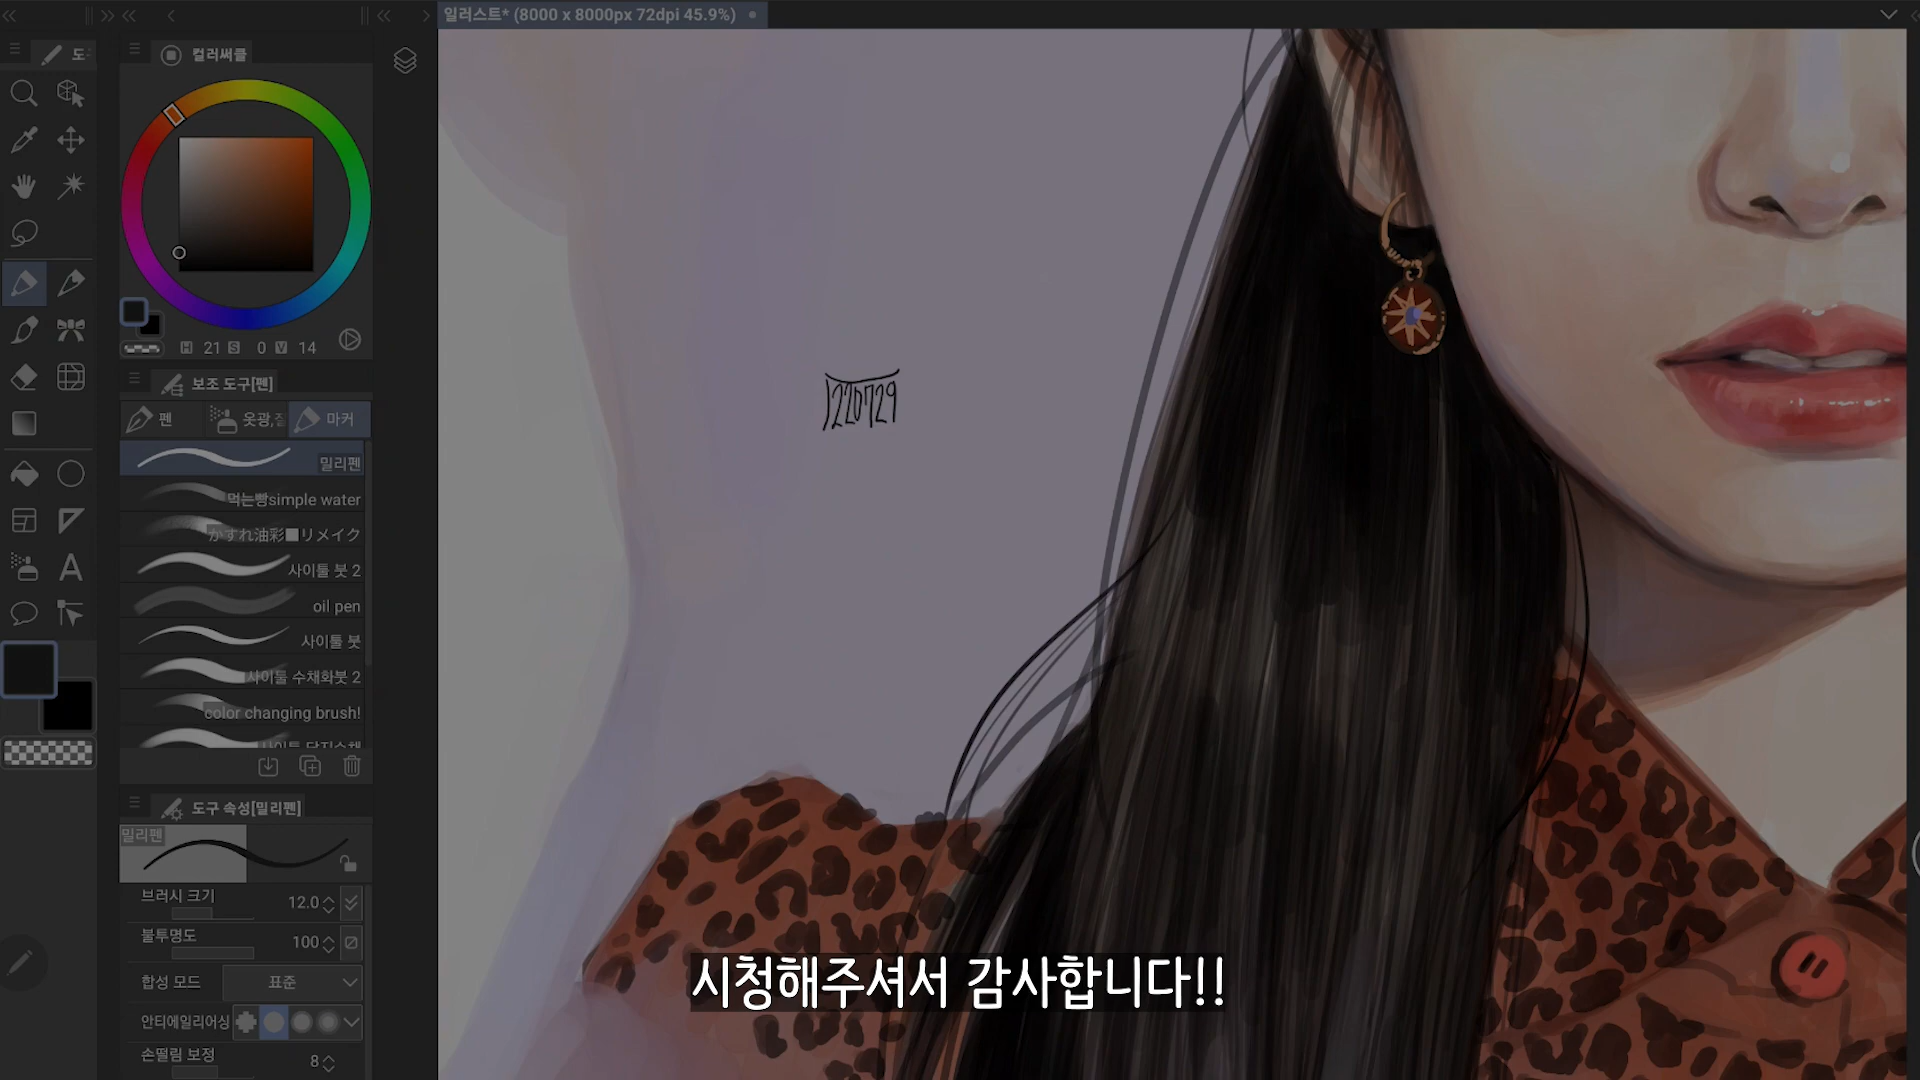 일러스트* (8000 x 8000px 72dpi 45.9%)
컬러써클
H 21 S 0 V 14
보조 도구[펜]
펜
마커
밀리펜
먹는빵simple water
かすれ油彩■リメイク
사이툴 붓 2
oil pen
사이툴 붓
사이툴 수채화붓 2
color changing brush!
도구 속성[밀리펜]
밀리펜
브러시 크기 12.0
불투명도 100
합성 모드 표준
안티에일리어싱
손떨림 보정 8
220729
시청해주셔서 감사합니다!!